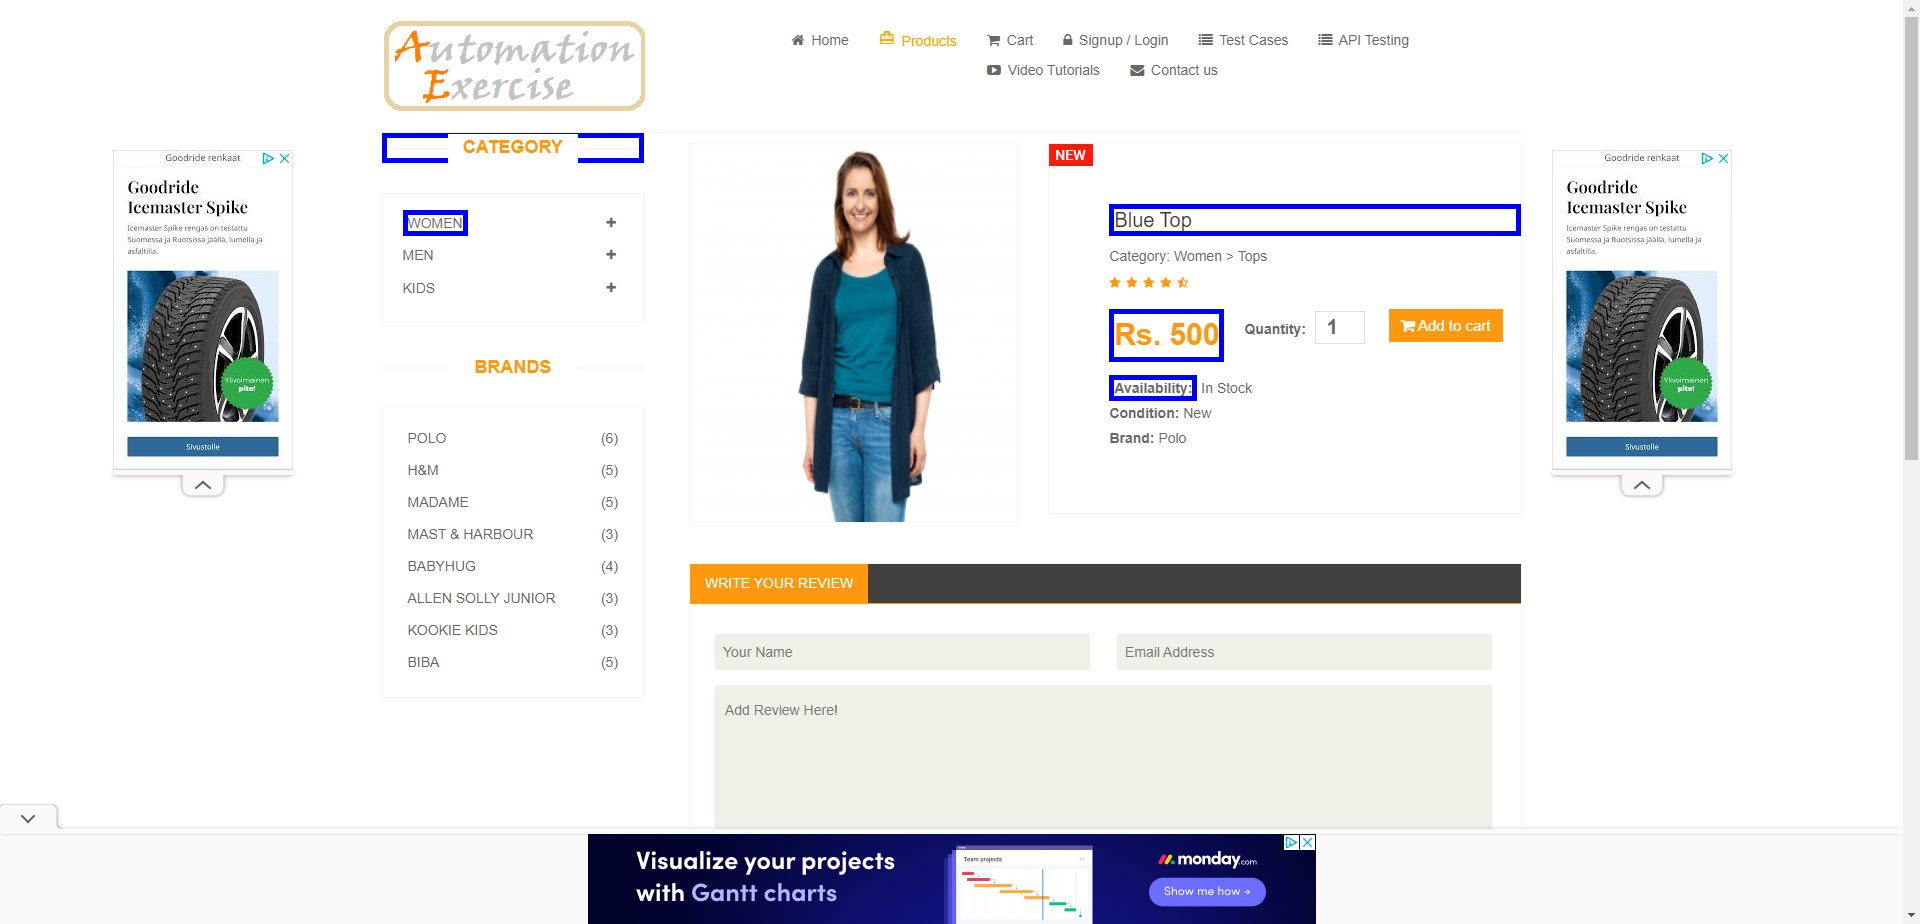 Automation
Exercise
Home
Products
Cart
Signup / Login
Test Cases
API Testing
Video Tutorials
Contact us
Goodride renkaat
Goodride
Icemaster Spike
Icemaster Spike rengas on testattu
Suomessa ja Ruotsissa jäällä, lumella ja
asfaltilla.
Ylivoimainen
pito!
Sivustolle
CATEGORY
WOMEN
MEN
KIDS
BRANDS
POLO (6)
H&M (5)
MADAME (5)
MAST & HARBOUR (3)
BABYHUG (4)
ALLEN SOLLY JUNIOR (3)
KOOKIE KIDS (3)
BIBA (5)
NEW
Blue Top
Category: Women > Tops
Rs. 500
Quantity: 1
Add to cart
Availability: In Stock
Condition: New
Brand: Polo
WRITE YOUR REVIEW
Your Name
Email Address
Add Review Here!
Goodride renkaat
Goodride
Icemaster Spike
Icemaster Spike rengas on testattu
Suomessa ja Ruotsissa jäällä, lumella ja
asfaltilla.
Ylivoimainen
pito!
Sivustolle
Visualize your projects
with Gantt charts
Team projects
monday.com
Show me how →